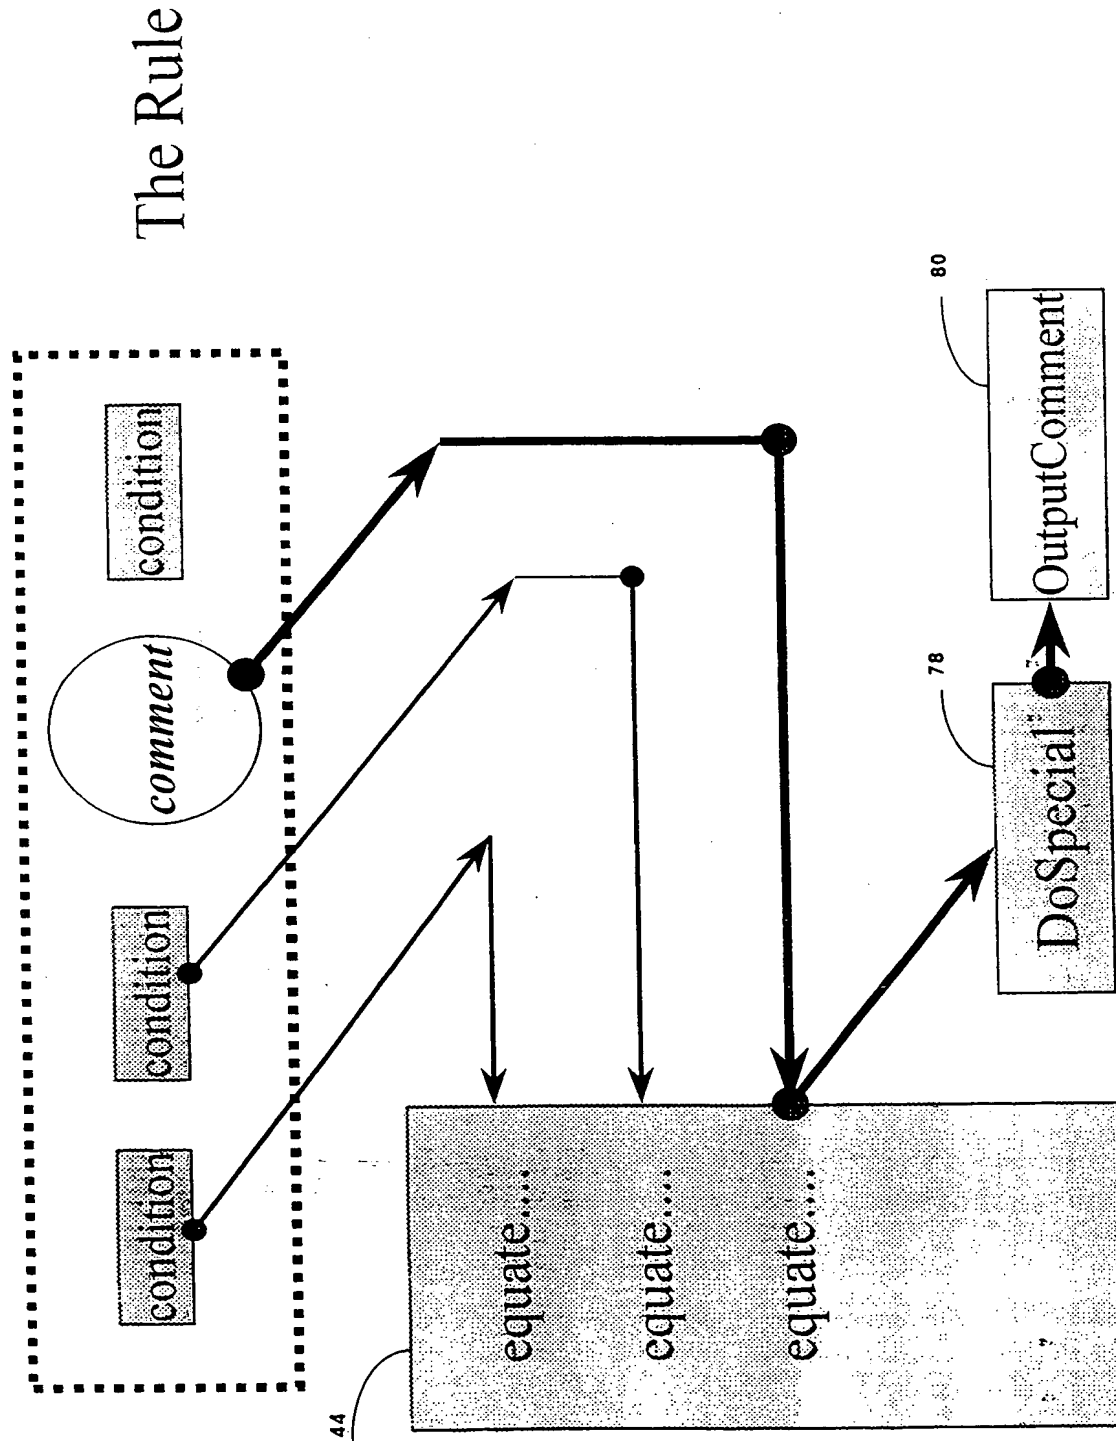 condition condition comment condition
The Rule
44
equate.....
equate.....
equate.....
78
80
DoSpecial
OutputComment